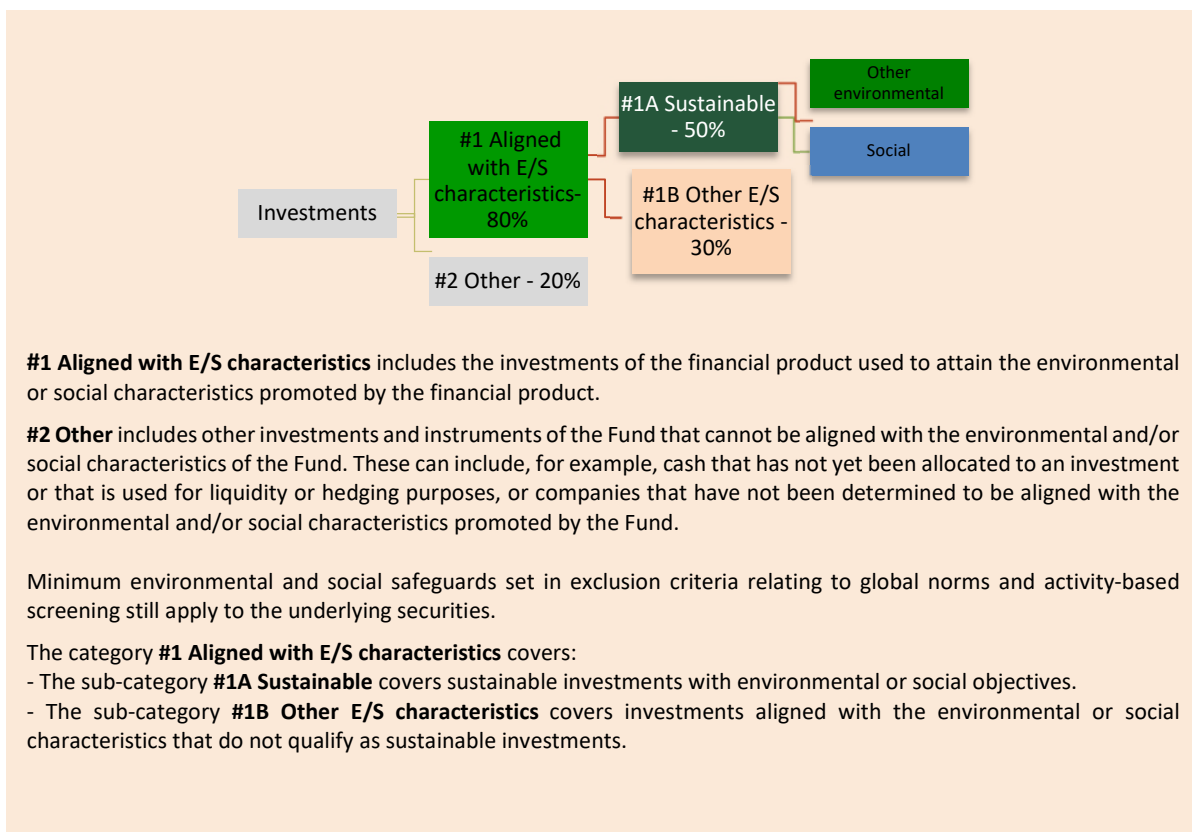 Other
environmental
#1A Sustainable
- 50%
Social
#1 Aligned
with E/S
characteristics-
80%
#1B Other E/S
characteristics -
30%
Investments
#2 Other - 20%
#1 Aligned with E/S characteristics includes the investments of the financial product used to attain the environmental
or social characteristics promoted by the financial product.
#2 Other includes other investments and instruments of the Fund that cannot be aligned with the environmental and/or
social characteristics of the Fund. These can include, for example, cash that has not yet been allocated to an investment
or that is used for liquidity or hedging purposes, or companies that have not been determined to be aligned with the
environmental and/or social characteristics promoted by the Fund.
Minimum environmental and social safeguards set in exclusion criteria relating to global norms and activity-based
screening still apply to the underlying securities.
The category #1 Aligned with E/S characteristics covers:
- The sub-category #1A Sustainable covers sustainable investments with environmental or social objectives.
- The sub-category #1B Other E/S characteristics covers investments aligned with the environmental or social
characteristics that do not qualify as sustainable investments.